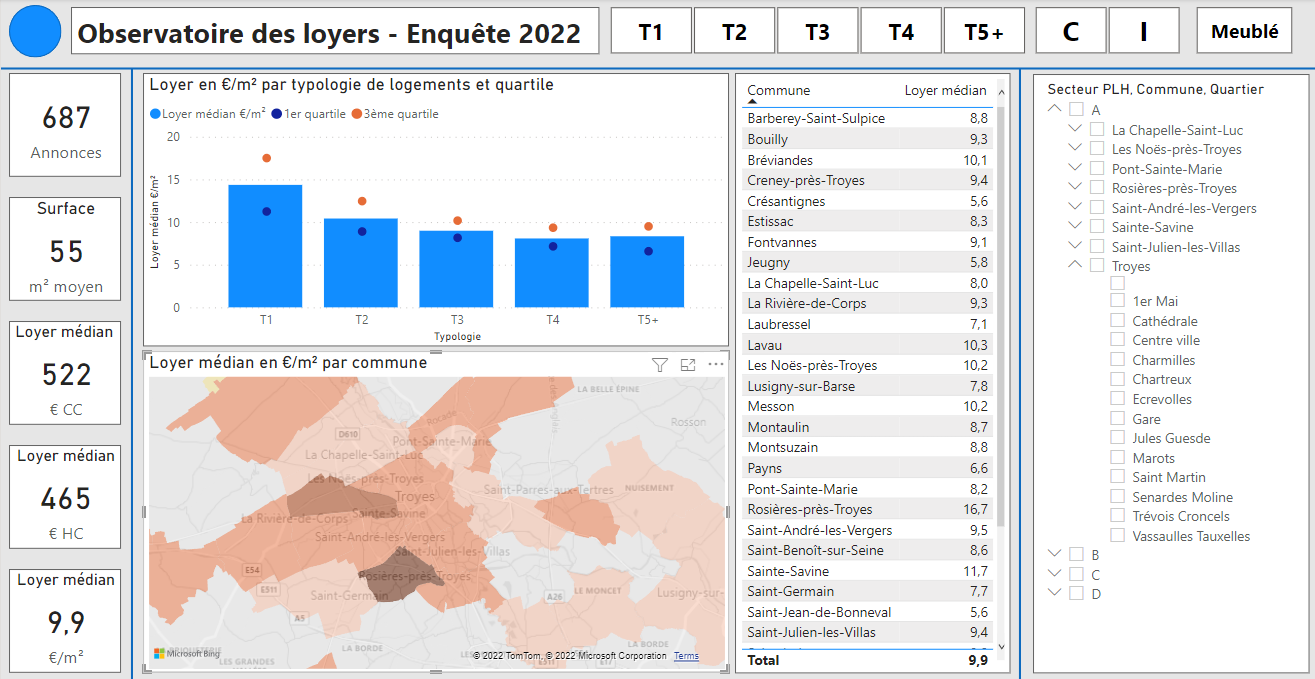 Observatoire des loyers - Enquête 2022
T1
T2
T3
T4
T5+
C
I
Meublé
687
Annonces
Surface
55
m² moyen
Loyer médian
522
€ CC
Loyer médian
465
€ HC
Loyer médian
9,9
€/m²
Loyer en €/m² par typologie de logements et quartile
Loyer médian €/m² 1er quartile 3ème quartile
Loyer médian €/m²
20
15
10
5
0
T1 T2 T3 T4 T5+
Typologie
Loyer médian en €/m² par commune
LA BELLE ÉPINE
Rocade
Rosson
D610
Pont-Sainte-Marie
La Chapelle-Saint-Luc
Les Noës-près-Troyes
Troyes
Saint-Parres-aux-Tertres
NUISEMENT
La Rivière-de-Corps
Sainte-Savine
Saint-André-les-Vergers
Saint-Julien-les-Villas
E54
Rosières-près-Troyes
E511
Saint-Germain
A26
LE MONCET
Lusigny-sur-
A5
LA BORDE
LA BORDE
Microsoft Bing
LES GRANDES
E511
E17
© 2022 TomTom, © 2022 Microsoft Corporation Terms
Commune Loyer médian
Barberey-Saint-Sulpice 8,8
Bouilly 9,3
Bréviandes 10,1
Creney-près-Troyes 9,4
Crésantignes 5,6
Estissac 8,3
Fontvannes 9,1
Jeugny 5,8
La Chapelle-Saint-Luc 8,0
La Rivière-de-Corps 9,3
Laubressel 7,1
Lavau 10,3
Les Noës-près-Troyes 10,2
Lusigny-sur-Barse 7,8
Messon 10,2
Montaulin 8,7
Montsuzain 8,8
Payns 6,6
Pont-Sainte-Marie 8,2
Rosières-près-Troyes 16,7
Saint-André-les-Vergers 9,5
Saint-Benoît-sur-Seine 8,6
Sainte-Savine 11,7
Saint-Germain 7,7
Saint-Jean-de-Bonneval 5,6
Saint-Julien-les-Villas 9,4
Total 9,9
Secteur PLH, Commune, Quartier
A
La Chapelle-Saint-Luc
Les Noës-près-Troyes
Pont-Sainte-Marie
Rosières-près-Troyes
Saint-André-les-Vergers
Sainte-Savine
Saint-Julien-les-Villas
Troyes
1er Mai
Cathédrale
Centre ville
Charmilles
Chartreux
Ecrevolles
Gare
Jules Guesde
Marots
Saint Martin
Senardes Moline
Trévois Croncels
Vassaulles Tauxelles
B
C
D